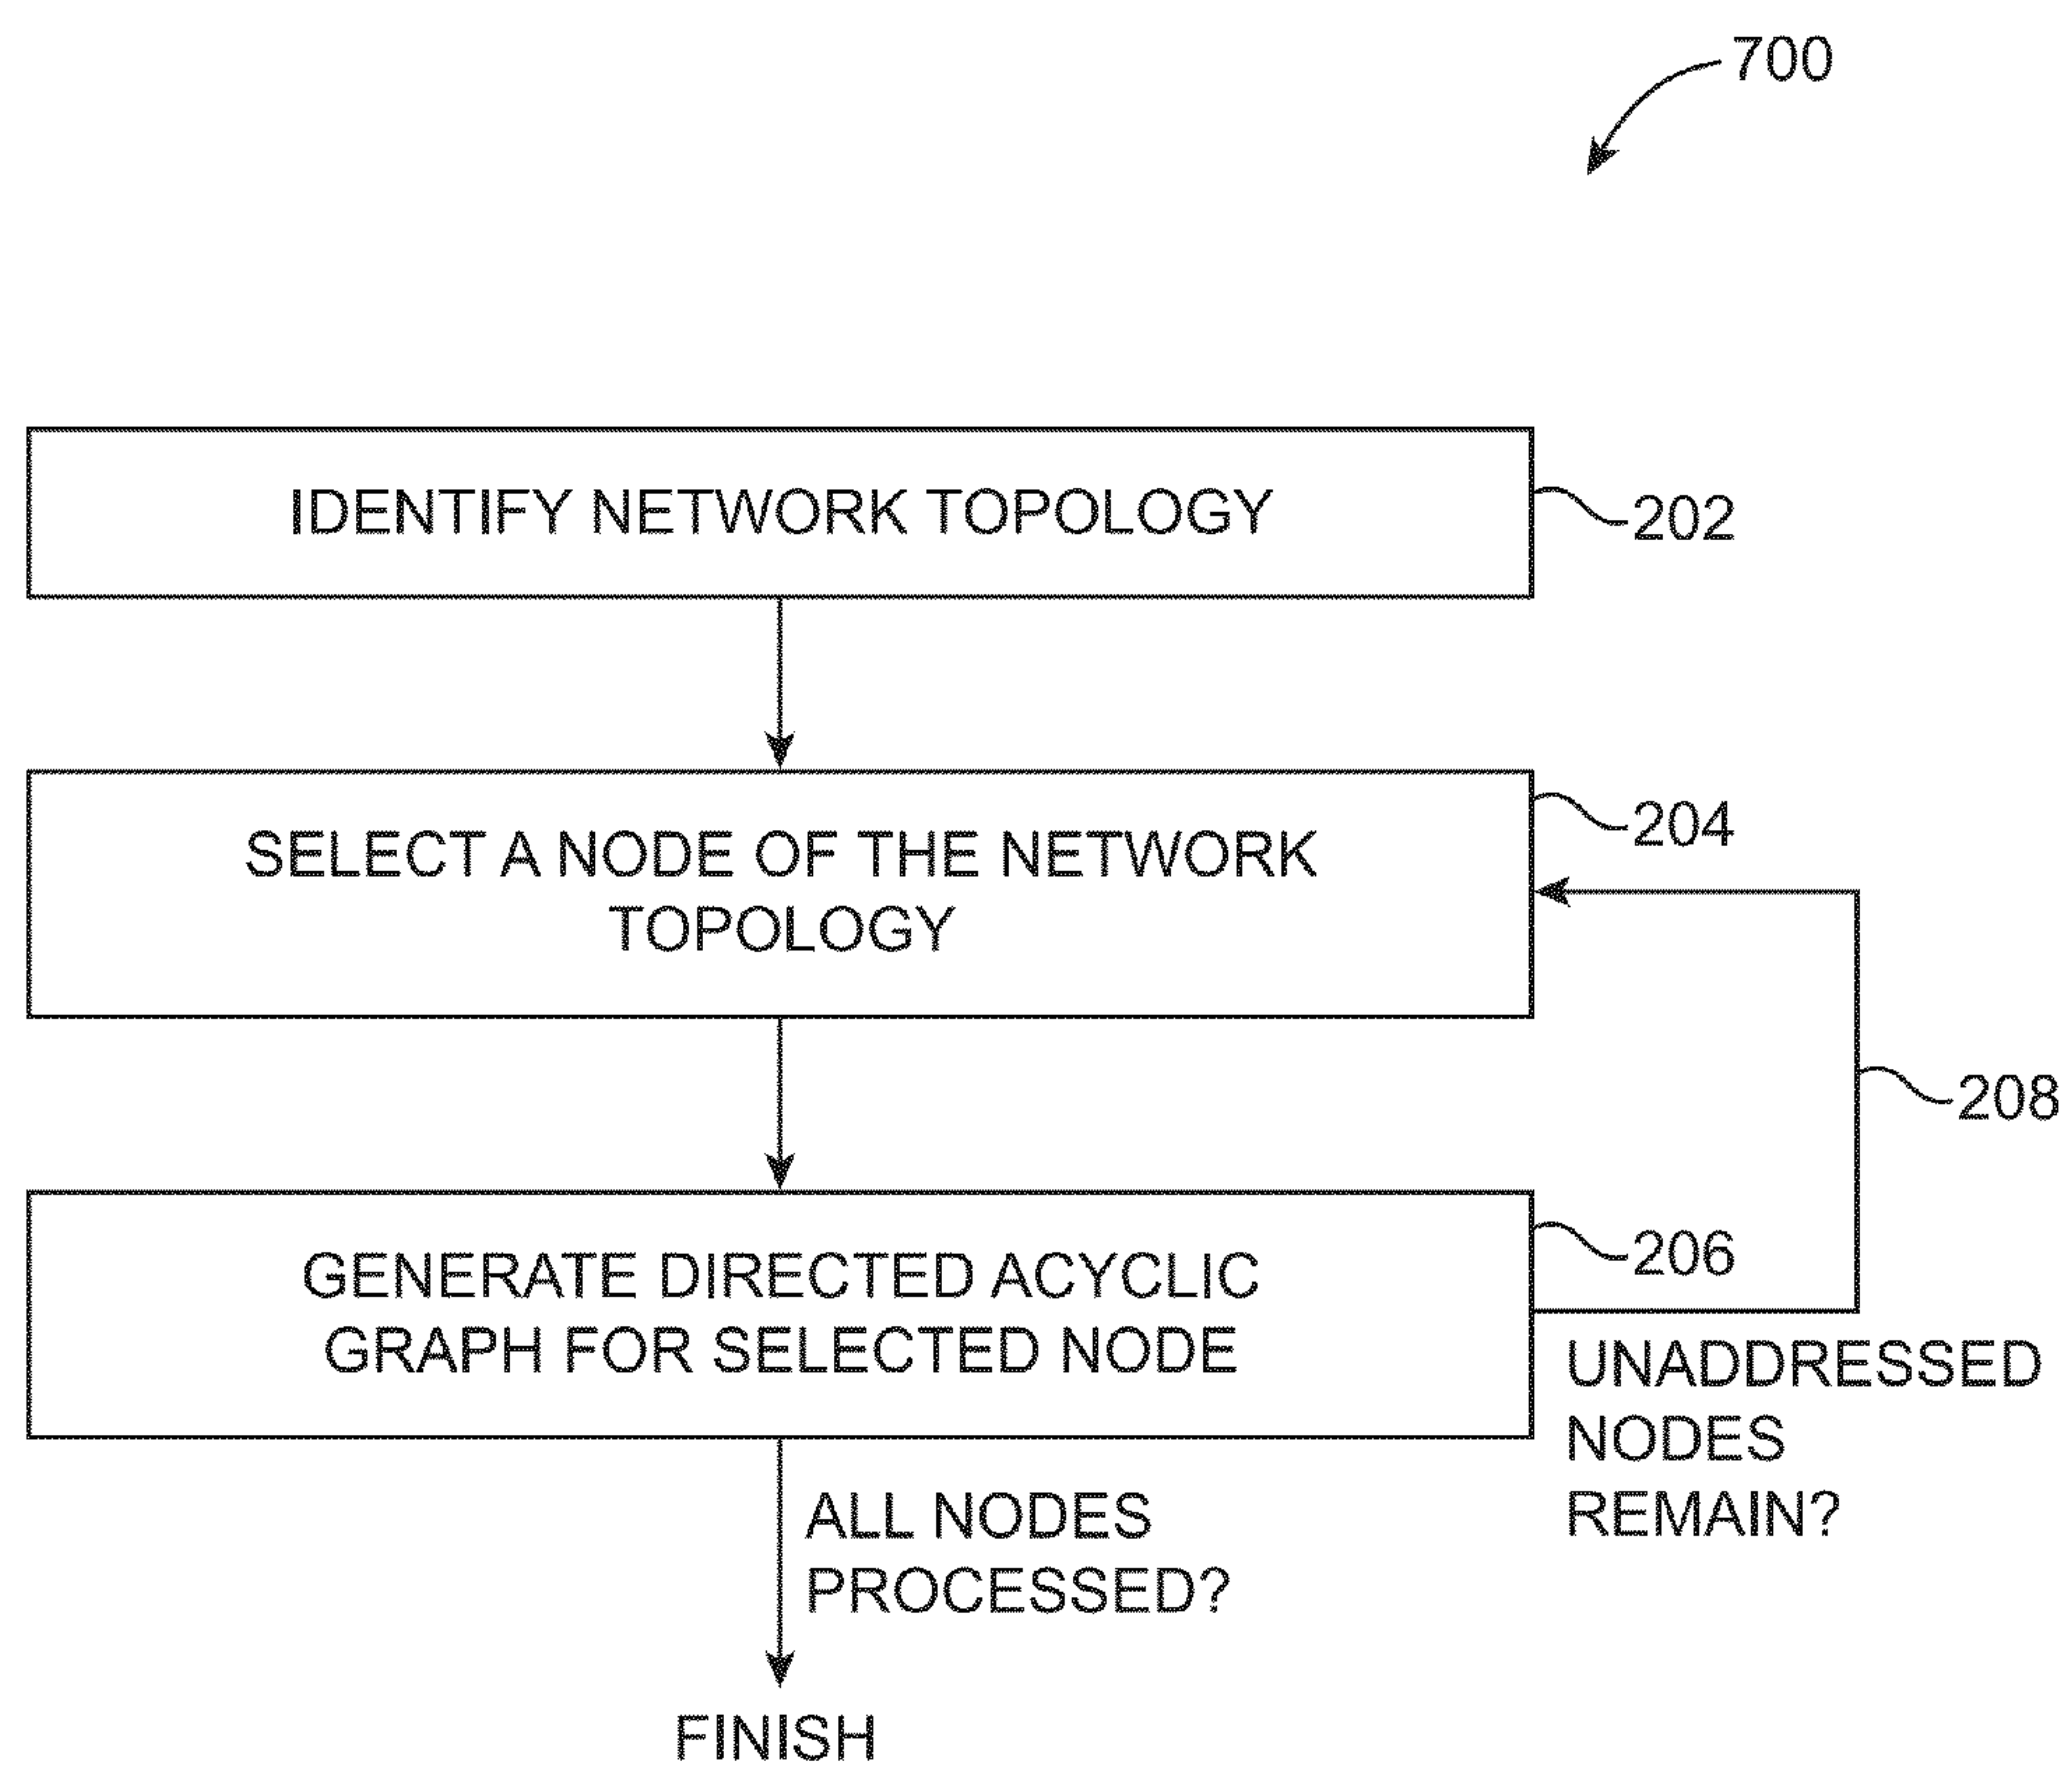 700
IDENTIFY NETWORK TOPOLOGY
202
SELECT A NODE OF THE NETWORK
TOPOLOGY
204
208
GENERATE DIRECTED ACYCLIC
GRAPH FOR SELECTED NODE
206
UNADDRESSED
NODES
REMAIN?
ALL NODES
PROCESSED?
FINISH